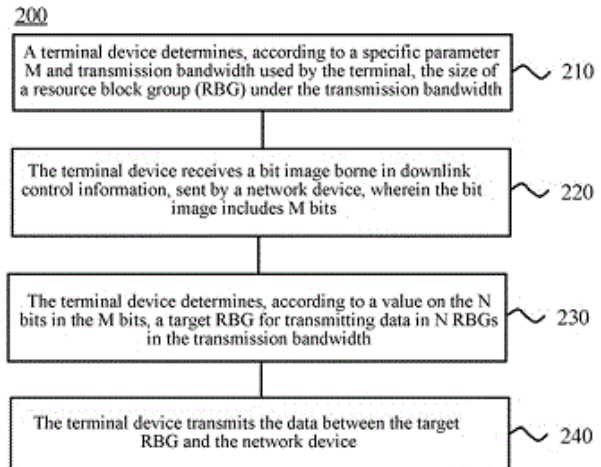 200
A terminal device determines, according to a specific parameter
M and transmission bandwidth used by the terminal, the size of
a resource block group (RBG) under the transmission bandwidth
210
The terminal device receives a bit image borne in downlink
control information, sent by a network device, wherein the bit
image includes M bits
220
The terminal device determines, according to a value on the N
bits in the M bits, a target RBG for transmitting data in N RBGs
in the transmission bandwidth
230
The terminal device transmits the data between the target
RBG and the network device
240